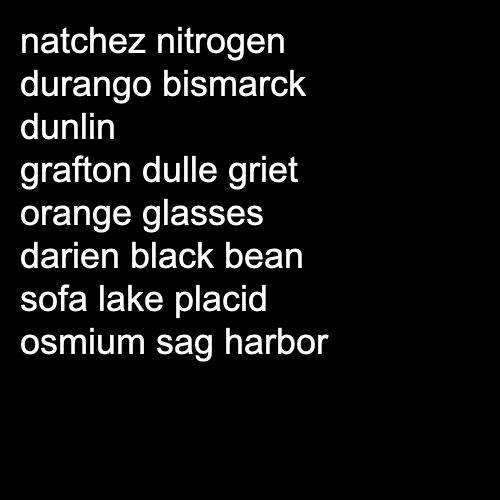 natchez nitrogen
durango bismarck
dunlin
grafton dulle griet
orange glasses
darien black bean
sofa lake placid
osmium sag harbor